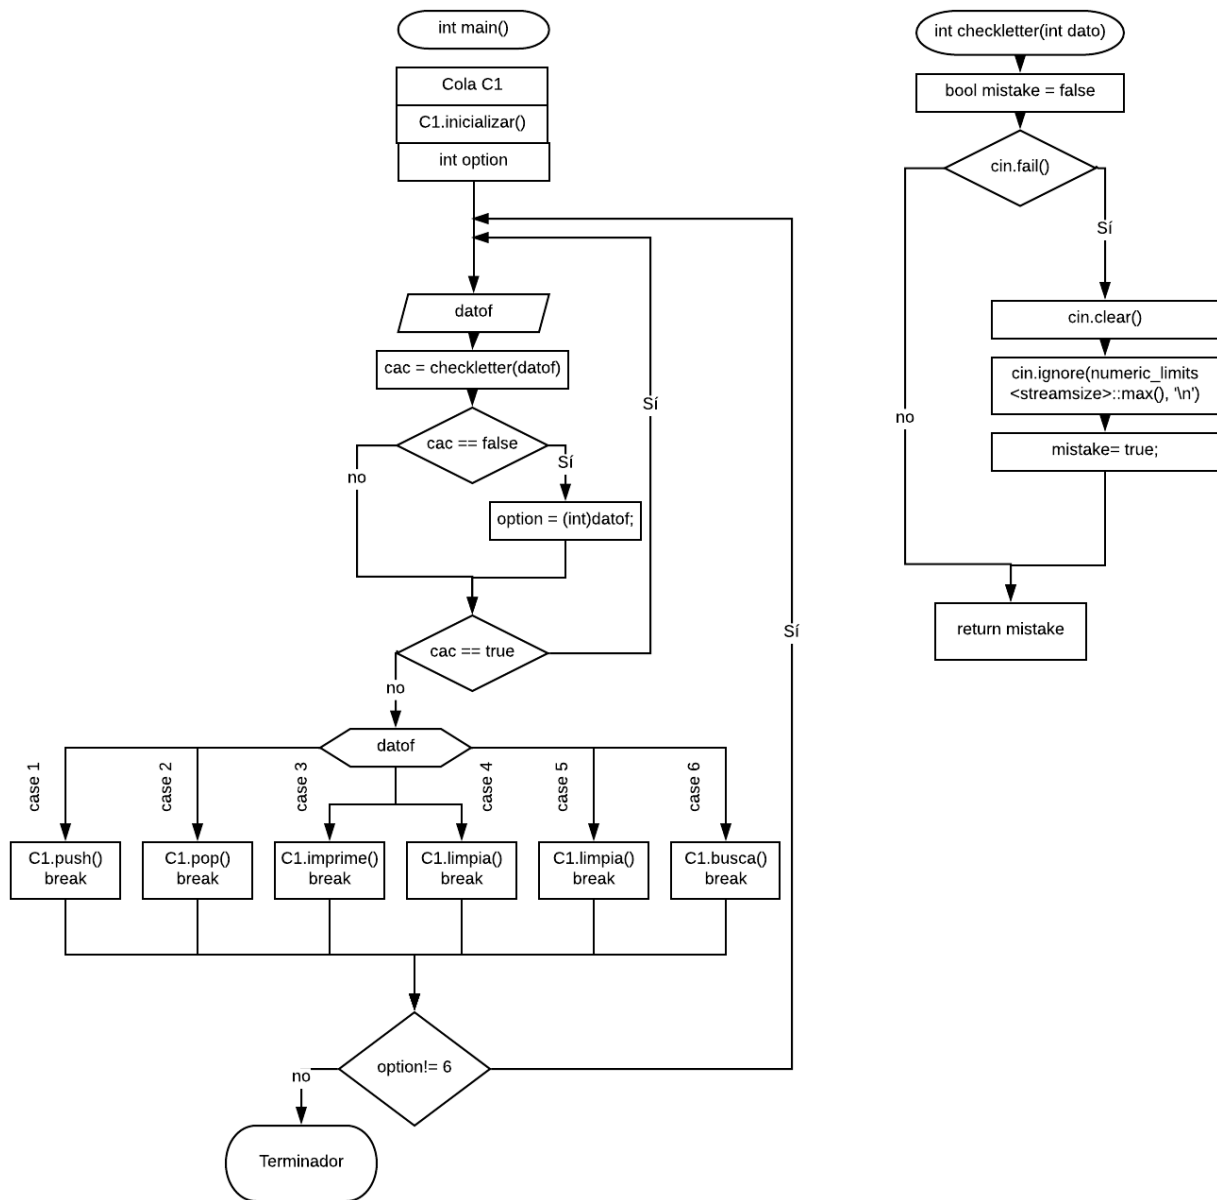 int main()
Cola C1
C1.inicializar()
int option
datof
cac = checkletter(datof)
cac == false
Sí
no
option = (int)datof;
Sí
cac == true
no
datof
case 1
case 2
case 3
case 4
case 5
case 6
C1.push()
break
C1.pop()
break
C1.imprime()
break
C1.limpia()
break
C1.limpia()
break
C1.busca()
break
Sí
option!= 6
no
Terminador
int checkletter(int dato)
bool mistake = false
cin.fail()
Sí
no
cin.clear()
cin.ignore(numeric_limits
<streamsize>::max(), '\n')
mistake= true;
return mistake